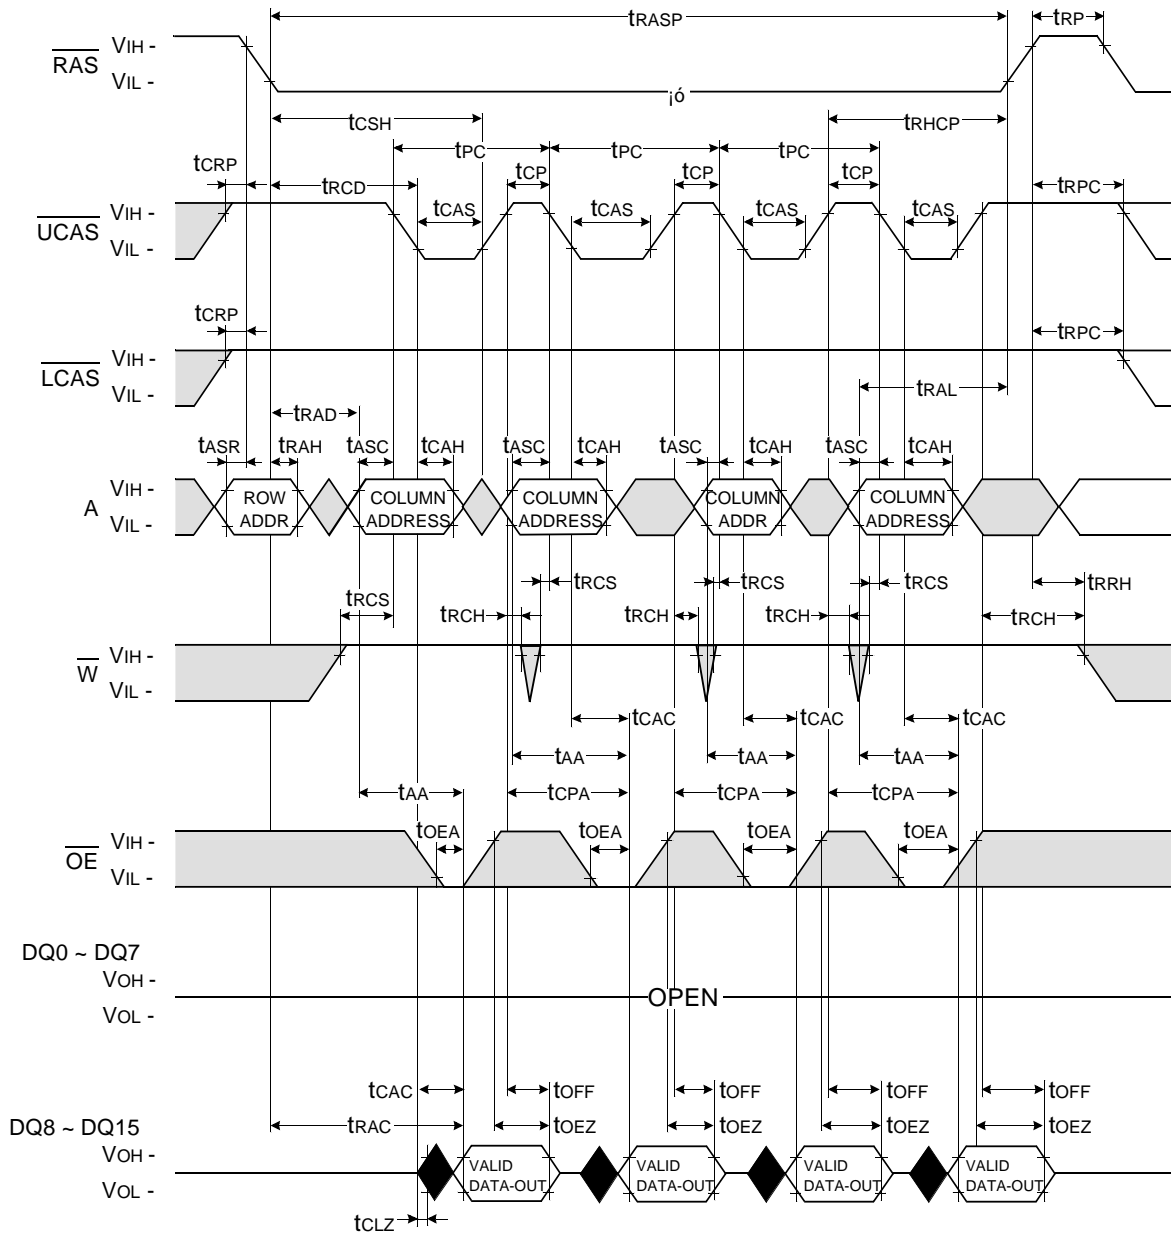 tRASP
tRP
RAS
VIH -
VIL -
¡ó
tCSH
tRHCP
tCRP
tPC
tPC
tPC
tRCD
tCP
tCP
tCP
tRPC
UCAS
VIH -
VIL -
tCAS
tCAS
tCAS
tCAS
tCRP
tRPC
LCAS
VIH -
VIL -
tRAL
tRAD
tASR
tRAH
tASC
tCAH
tASC
tCAH
tASC
tCAH
tASC
tCAH
A
VIH -
VIL -
ROW
ADDR
COLUMN
ADDRESS
COLUMN
ADDRESS
COLUMN
ADDR
COLUMN
ADDRESS
tRCS
tRCS
tRCS
tRCS
tRRH
tRCH
tRCH
tRCH
tRCH
W
VIH -
VIL -
tCAC
tCAC
tCAC
tAA
tAA
tAA
tAA
tCPA
tCPA
tCPA
tOEA
tOEA
tOEA
tOEA
OE
VIH -
VIL -
DQ0 ~ DQ7
VOH -
VOL -
OPEN
tCAC
tOFF
tOFF
tOFF
tOFF
DQ8 ~ DQ15
tRAC
tOEZ
tOEZ
tOEZ
tOEZ
VOH -
VOL -
VALID
DATA-OUT
VALID
DATA-OUT
VALID
DATA-OUT
VALID
DATA-OUT
tCLZ